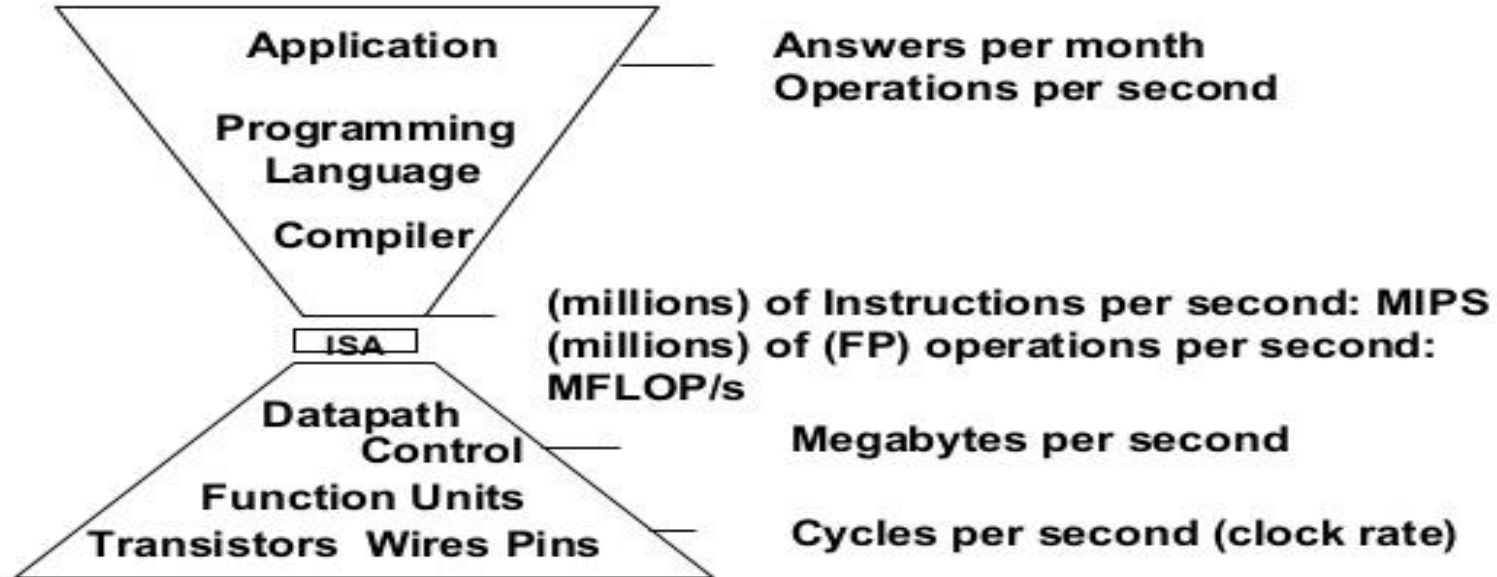 Application
Answers per month
Operations per second
Programming
Language
Compiler
(millions) of Instructions per second: MIPS
ISA
(millions) of (FP) operations per second:
MFLOP/s
Datapath
Control
Megabytes per second
Function Units
Transistors Wires Pins
Cycles per second (clock rate)